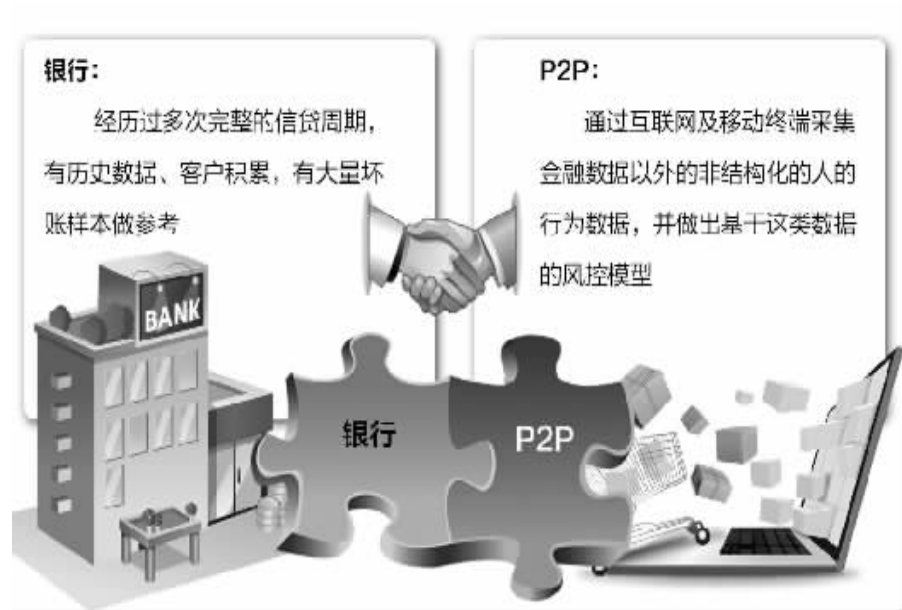 银行：
经历过多次完整的信贷周期，
有历史数据、客户积累，有大量坏
账样本做参考
P2P：
通过互联网及移动终端采集
金融数据以外的非结构化的人的
行为数据，并做出基于这类数据
的风控模型
BANK
银行
P2P